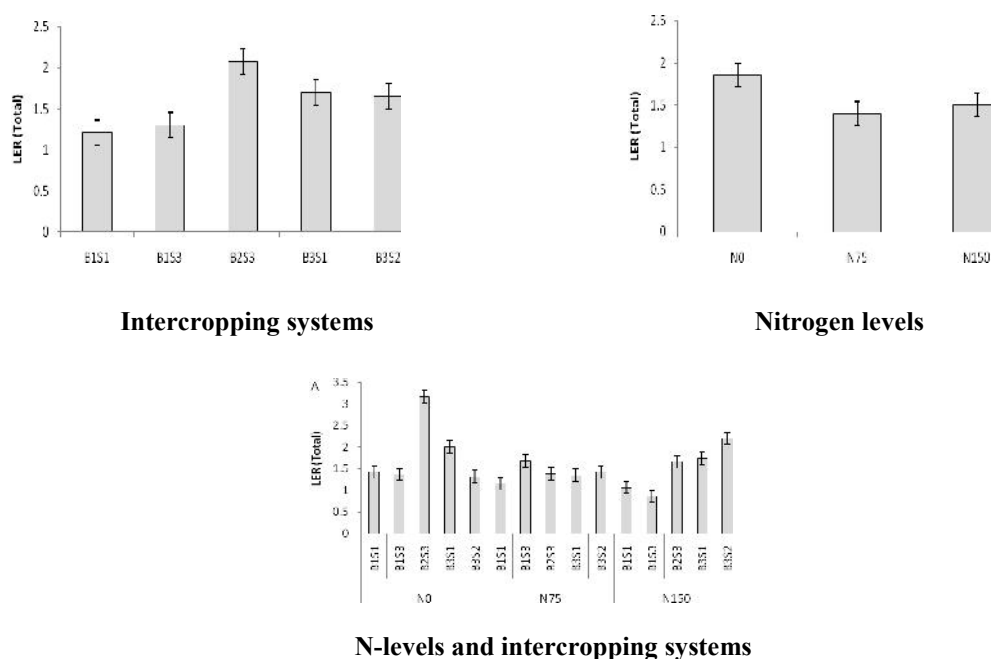 2.5
2
1.5
1
0.5
0
LER (Total)
B1S1 B1S3 B2S3 B3S1 B3S2
Intercropping systems
2.5
2
1.5
1
0.5
0
LER (Total)
N0 N75 N150
Nitrogen levels
A
3.5
3
2.5
2
1.5
1
0.5
0
LER (Total)
B1S1 B1S3 B2S3 B3S1 B3S2 B1S1 B1S3 B2S3 B3S1 B3S2 B1S1 B1S3 B2S3 B3S1 B3S2
N0 N75 N150
N-levels and intercropping systems